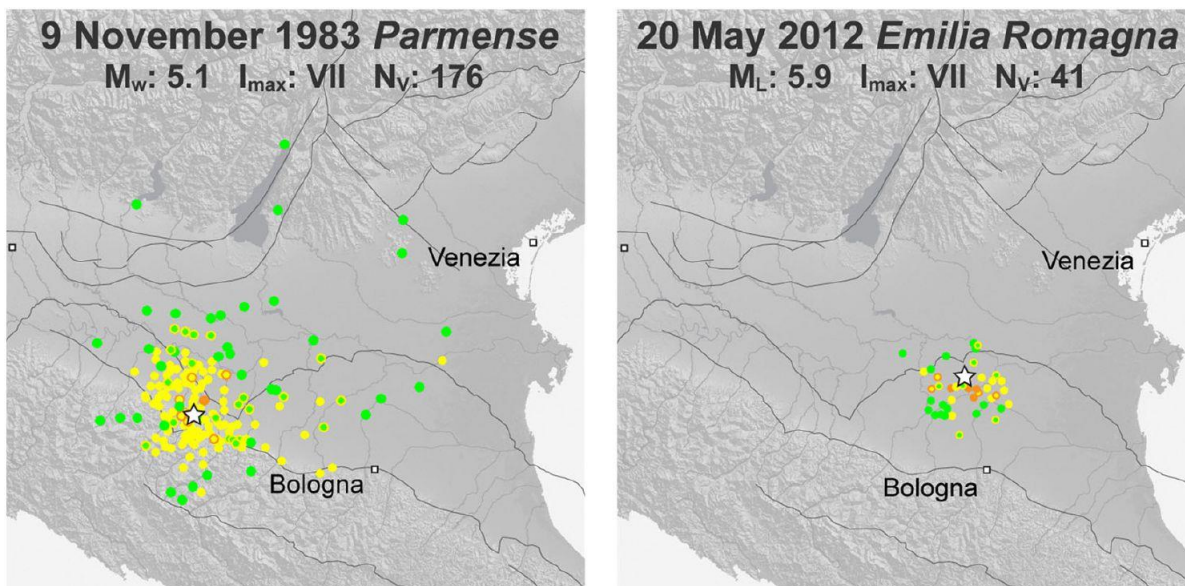 9 November 1983 Parmense
Mw: 5.1 Imax: VII Nv: 176
Venezia
Bologna
20 May 2012 Emilia Romagna
ML: 5.9 Imax: VII Nv: 41
Venezia
Bologna